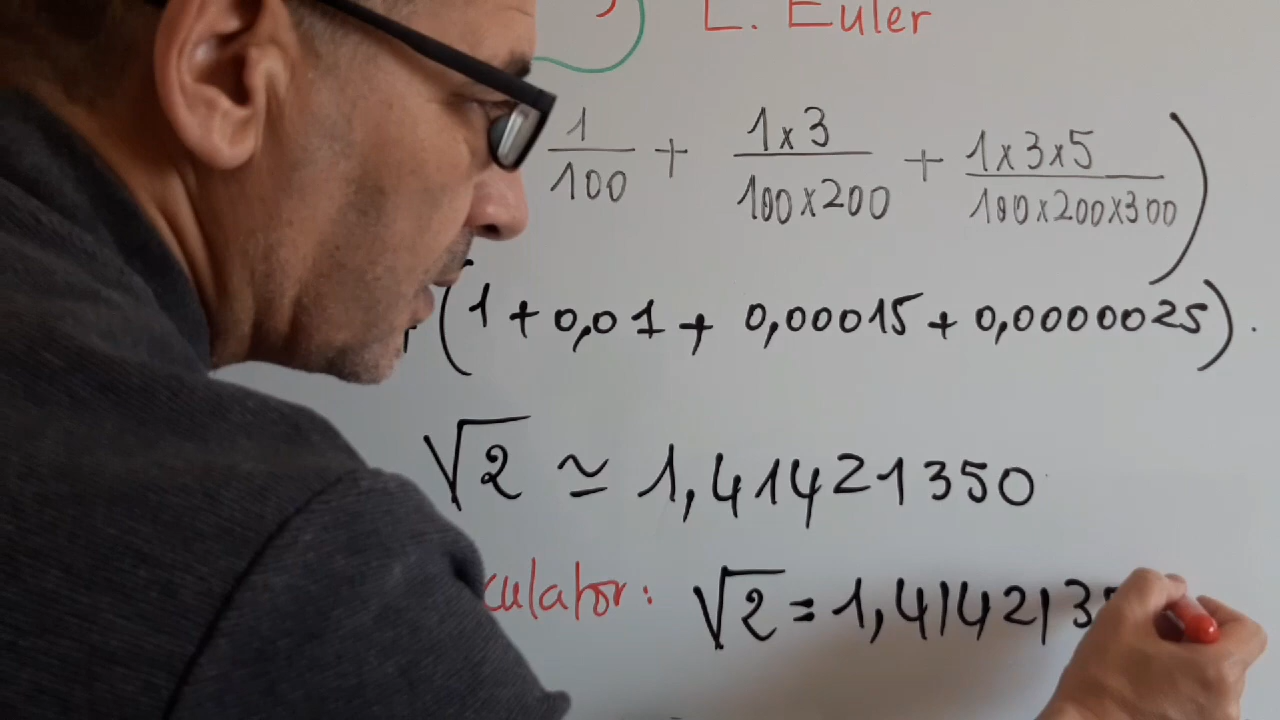 L. Euler
1/100 + 1x3/100x200 + 1x3x5/100x200x300 )
(1 + 0,01 + 0,00015 + 0,0000025).
√2 ≃ 1,41421350
culator: √2 = 1,414213